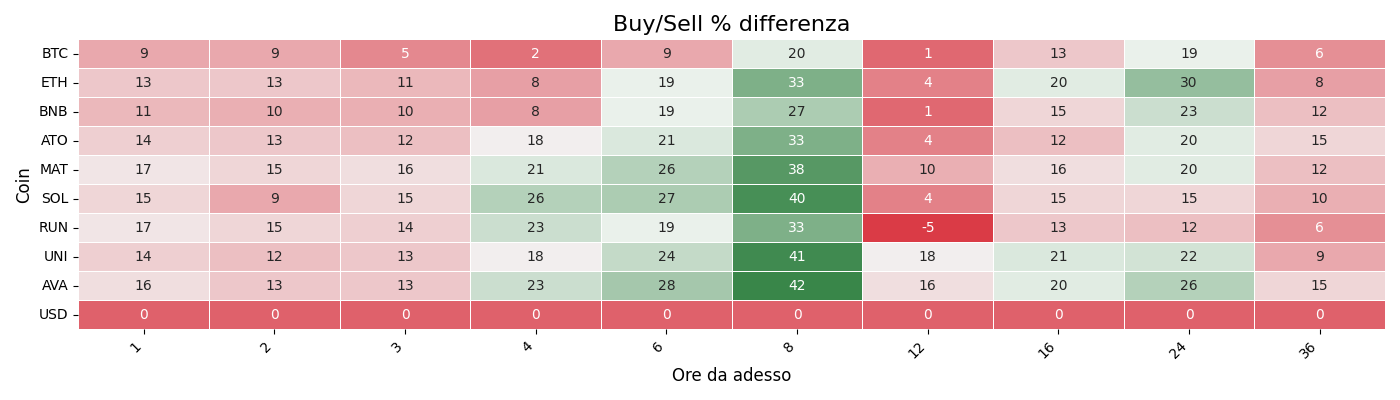 Buy/Sell % differenza
Coin
BTC 9 9 5 2 9 20 1 13 19 6
ETH 13 13 11 8 19 33 4 20 30 8
BNB 11 10 10 8 19 27 1 15 23 12
ATO 14 13 12 18 21 33 4 12 20 15
MAT 17 15 16 21 26 38 10 16 20 12
SOL 15 9 15 26 27 40 4 15 15 10
RUN 17 15 14 23 19 33 -5 13 12 6
UNI 14 12 13 18 24 41 18 21 22 9
AVA 16 13 13 23 28 42 16 20 26 15
USD 0 0 0 0 0 0 0 0 0 0
1 2 3 4 6 8 12 16 24 36
Ore da adesso